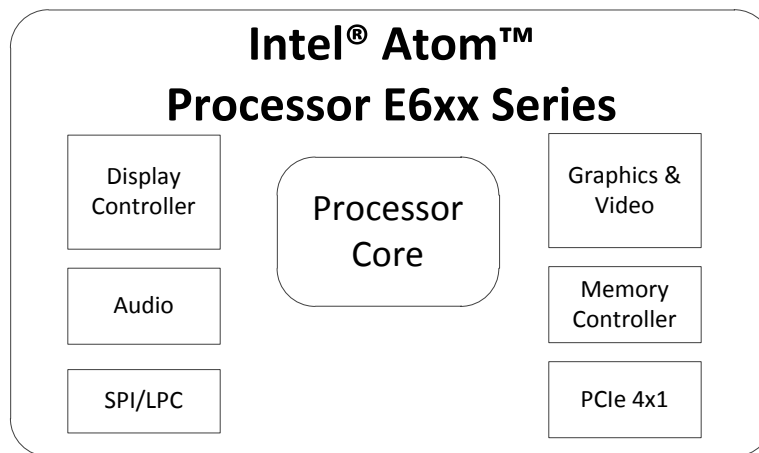 Intel® Atom™
Processor E6xx Series
Display
Controller
Processor
Core
Graphics &
Video
Audio
Memory
Controller
SPI/LPC
PCIe 4x1